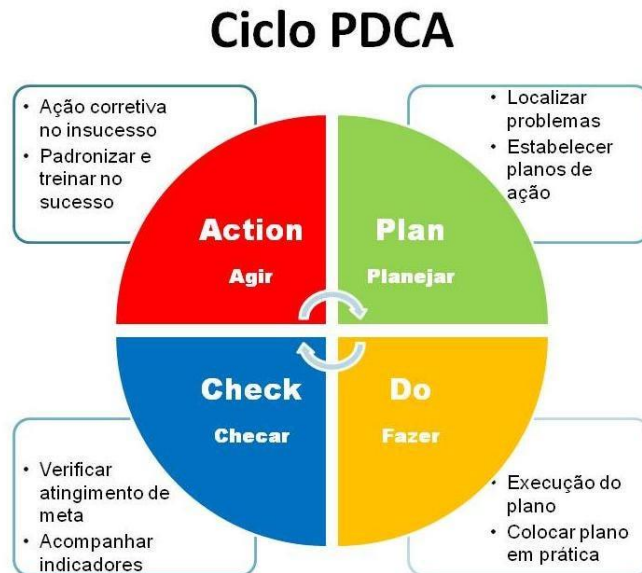 Ciclo PDCA
• Ação corretiva
no insucesso
• Padronizar e
treinar no
sucesso
• Localizar
problemas
• Estabelecer
planos de
ação
Action
Agir
Plan
Planejar
Check
Checar
Do
Fazer
• Verificar
atingimento de
meta
• Acompanhar
indicadores
• Execução do
plano
• Colocar plano
em prática